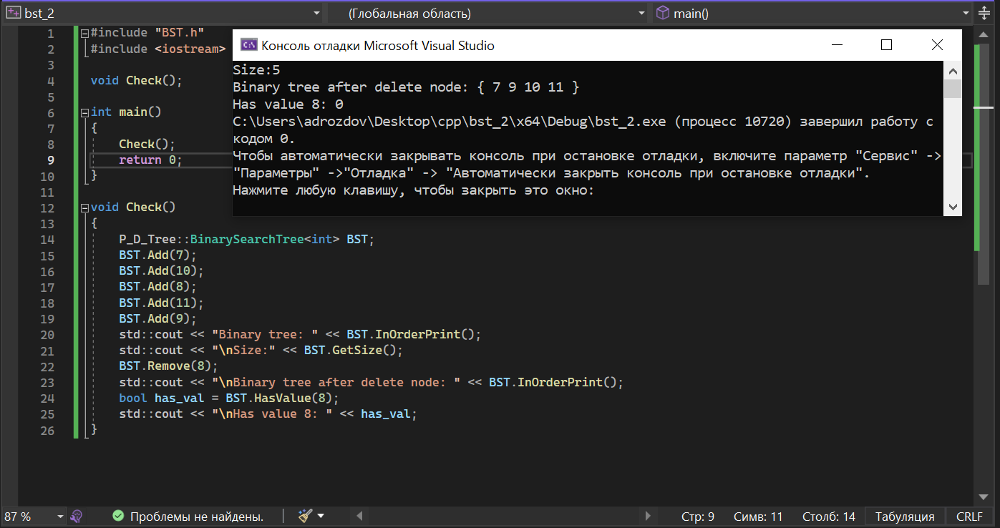 bst_2 (Глобальная область) main()
1 #include "BST.h"
2 #include <iostream>
3
4 void Check();
5
6 int main()
7 {
8 Check();
9 return 0;
10 }
11
12 void Check()
13 {
14 P_D_Tree::BinarySearchTree<int> BST;
15 BST.Add(7);
16 BST.Add(10);
17 BST.Add(8);
18 BST.Add(11);
19 BST.Add(9);
20 std::cout << "Binary tree: " << BST.InOrderPrint();
21 std::cout << "\nSize:" << BST.GetSize();
22 BST.Remove(8);
23 std::cout << "\nBinary tree after delete node: " << BST.InOrderPrint();
24 bool has_val = BST.HasValue(8);
25 std::cout << "\nHas value 8: " << has_val;
26 }
C:\ Консоль отладки Microsoft Visual Studio
Size:5
Binary tree after delete node: { 7 9 10 11 }
Has value 8: 0
C:\Users\adrozdov\Desktop\cpp\bst_2\x64\Debug\bst_2.exe (процесс 10720) завершил работу с
кодом 0.
Чтобы автоматически закрывать консоль при остановке отладки, включите параметр "Сервис" ->
"Параметры" ->"Отладка" -> "Автоматически закрыть консоль при остановке отладки".
Нажмите любую клавишу, чтобы закрыть это окно:
87 % Проблемы не найдены. Стр: 9 Симв: 11 Столб: 14 Табуляция CRLF